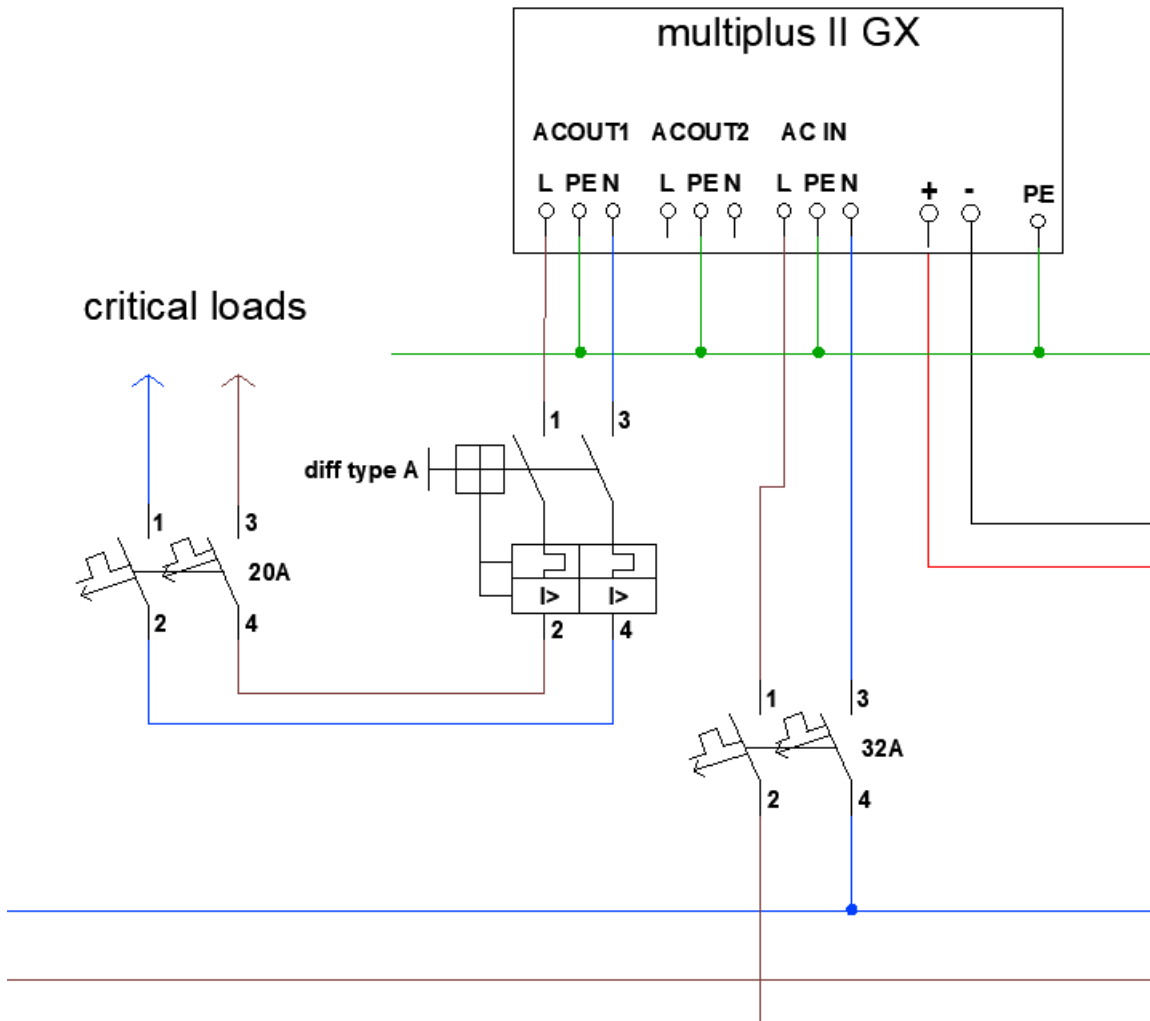 multiplus II GX
ACOUT1 ACOUT2 AC IN
L PE N L PE N L PE N + - PE
critical loads
1 3
diff type A
1 3
20A
I> I>
2 4
2 4
1 3
32A
2 4